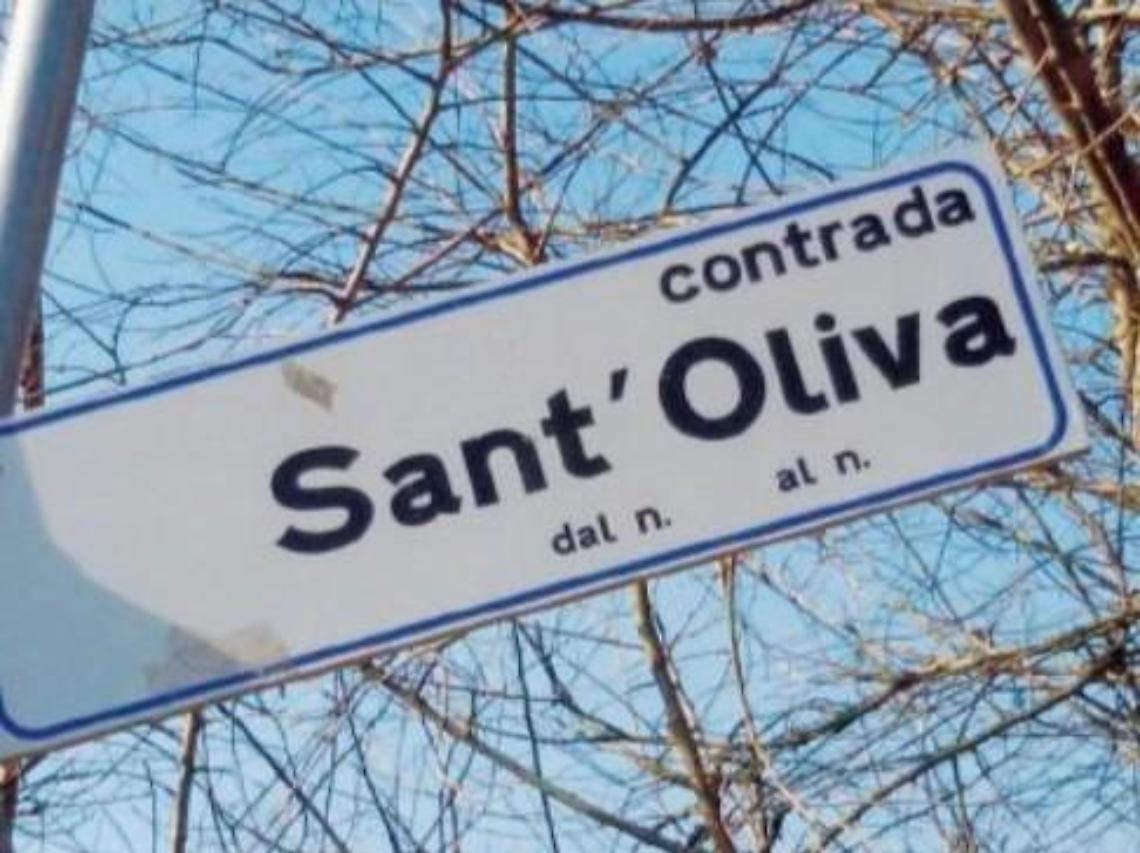 contrada
Sant'Oliva
dal n. al n.